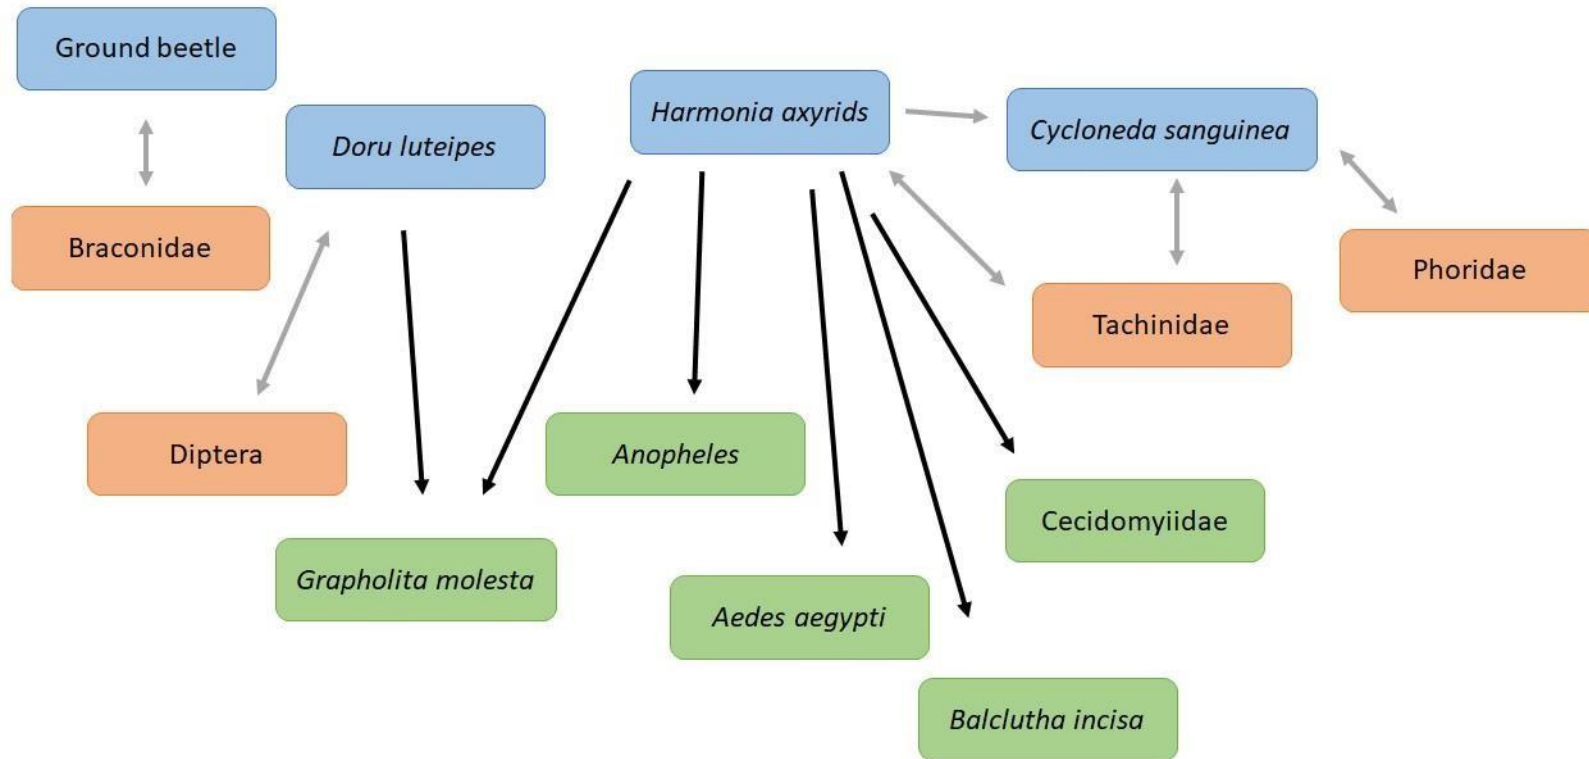 Ground beetle
Doru luteipes
Harmonia axyrids
Cycloneda sanguinea
Braconidae
Phoridae
Tachinidae
Diptera
Anopheles
Cecidomyiidae
Grapholita molesta
Aedes aegypti
Balclutha incisa